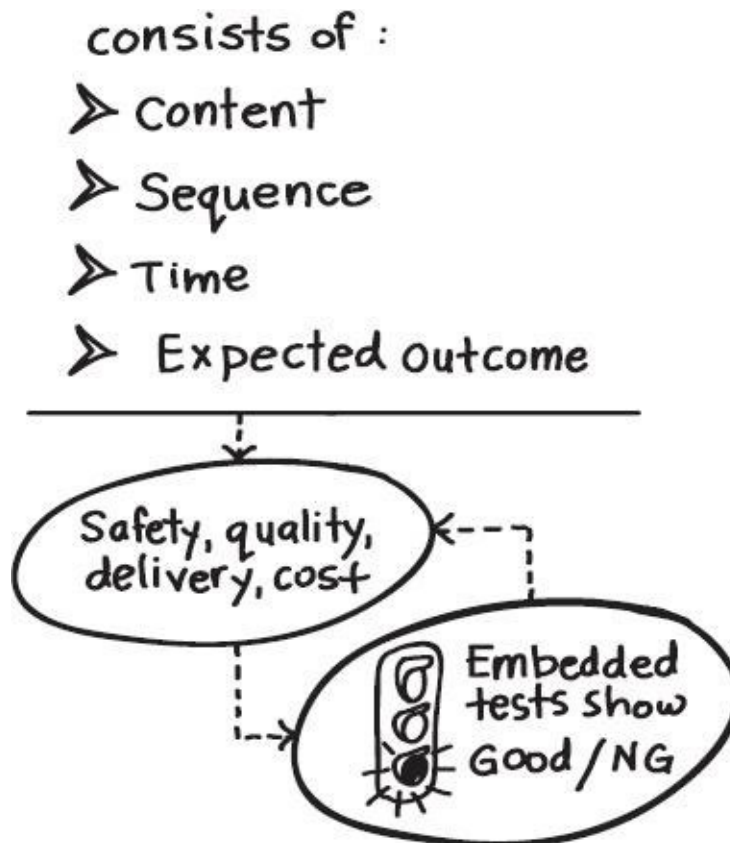 consists of :
Content
Sequence
Time
Expected outcome
Safety, quality,
delivery, cost
Embedded
tests show
Good/NG